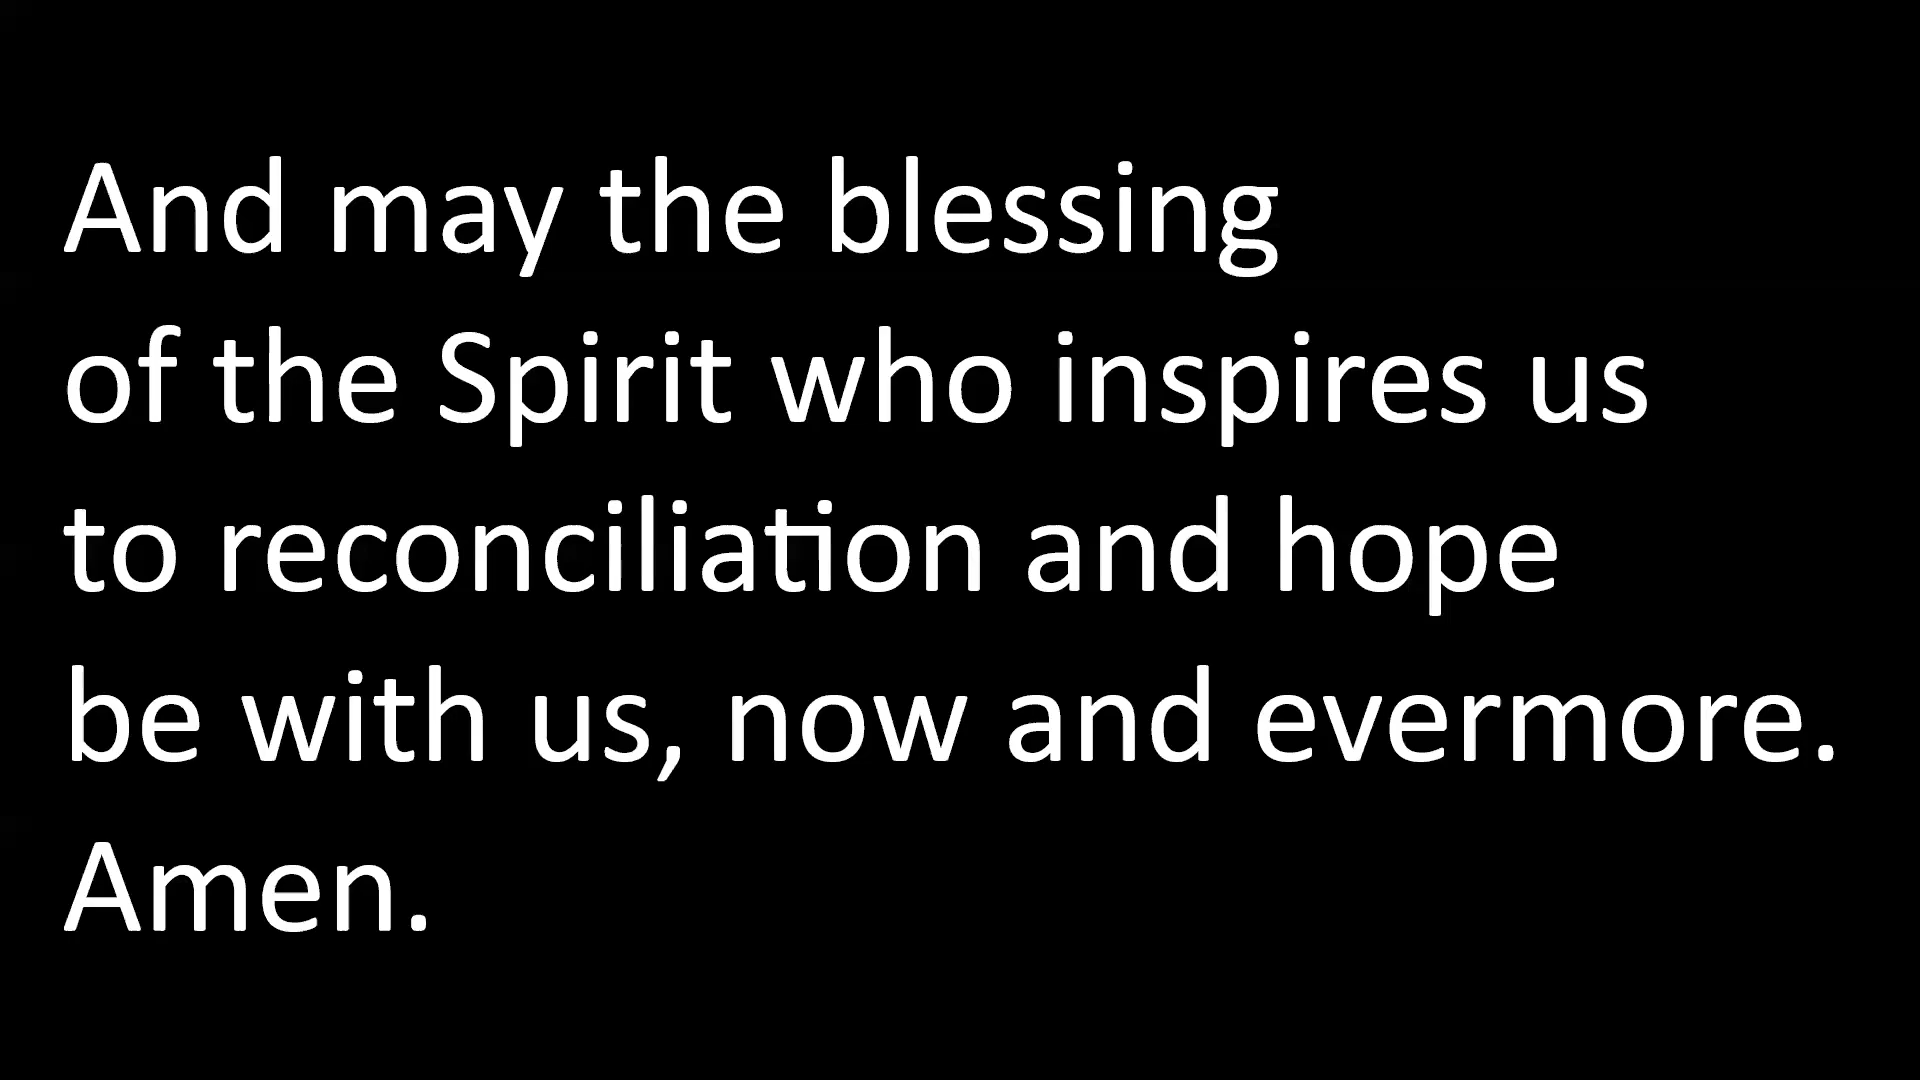 And may the blessing
of the Spirit who inspires us
to reconciliation and hope
be with us, now and evermore.
Amen.